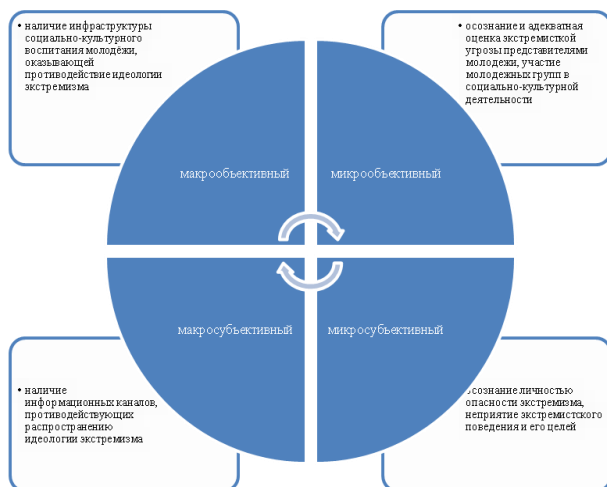 • наличие инфраструктуры
социально-культурного
воспитания молодёжи,
оказывающей
противодействие идеологии
экстремизма
• осознание и адекватная
оценка экстремисткой
угрозы представителями
молодежи, участие
молодежных групп в
социально-культурной
деятельности
макрообъективный
микрообъективный
макросубъективный
микросубъективный
• наличие
информационных каналов,
противодействующих
распространению
идеологии экстремизма
осознание личностью
опасности экстремизма,
неприятие экстремистского
поведения и его целей